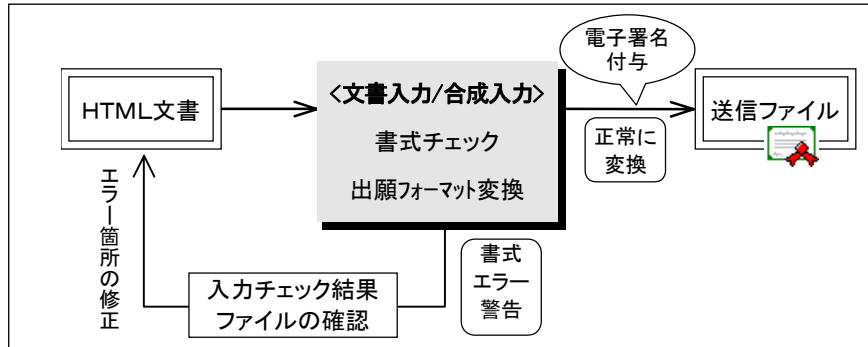 電子署名
付与
HTML文書
<文書入力/合成入力>
書式チェック
出願フォーマット変換
正常に
変換
送信ファイル
エラー箇所の修正
入力チェック結果
ファイルの確認
書式
エラー
警告